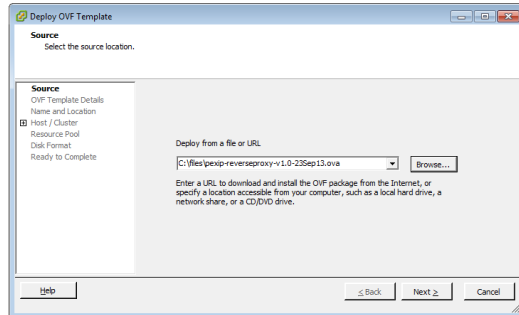 Deploy OVF Template
Source
Select the source location.
Source
OVF Template Details
Name and Location
Host / Cluster
Resource Pool
Disk Format
Ready to Complete
Deploy from a file or URL
C:\files\pexip-reverseproxy-v1.0-23Sep13.ova
Browse...
Enter a URL to download and install the OVF package from the Internet, or
specify a location accessible from your computer, such as a local hard drive, a
network share, or a CD/DVD drive.
Help
≤ Back
Next ≥
Cancel